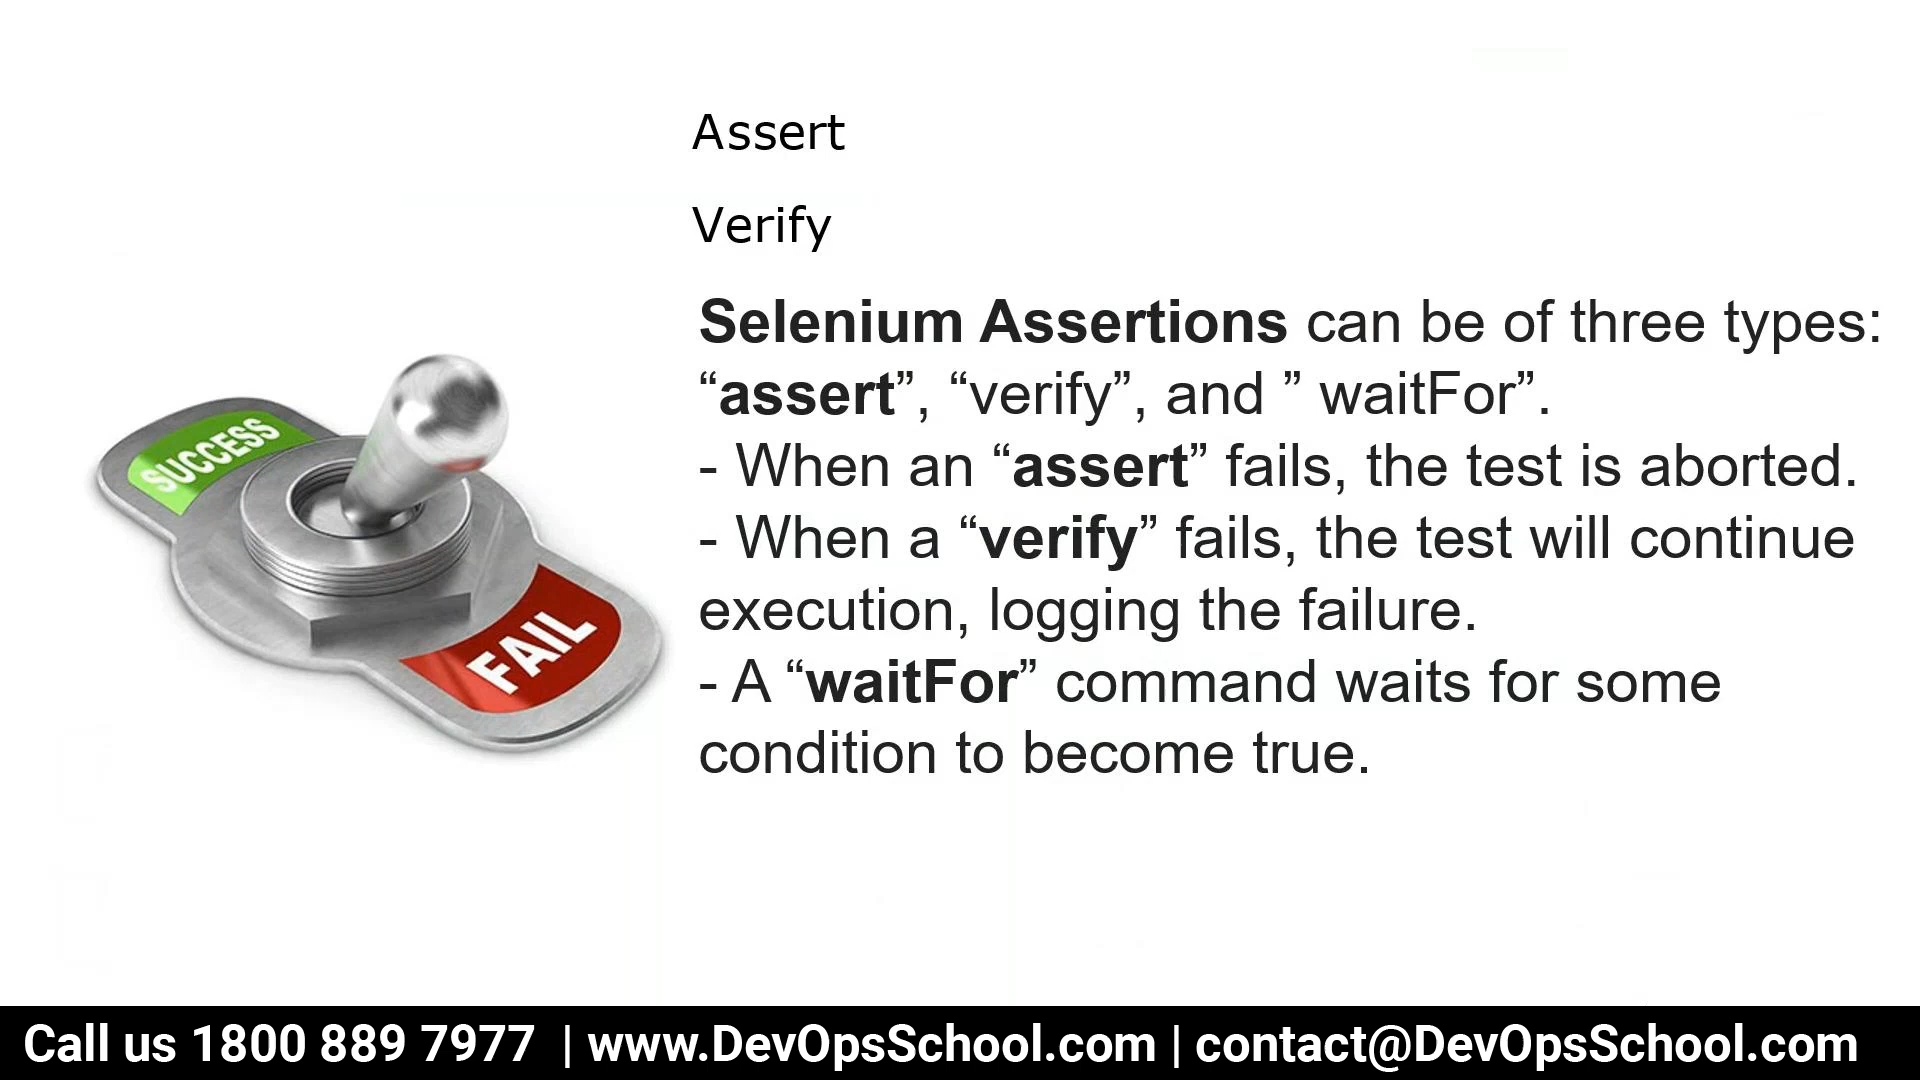 Assert
Verify
Selenium Assertions can be of three types:
“assert”, “verify”, and ” waitFor”.
- When an “assert” fails, the test is aborted.
- When a “verify” fails, the test will continue
execution, logging the failure.
- A “waitFor” command waits for some
condition to become true.
SUCCESS
FAIL
Call us 1800 889 7977 | www.DevOpsSchool.com | contact@DevOpsSchool.com